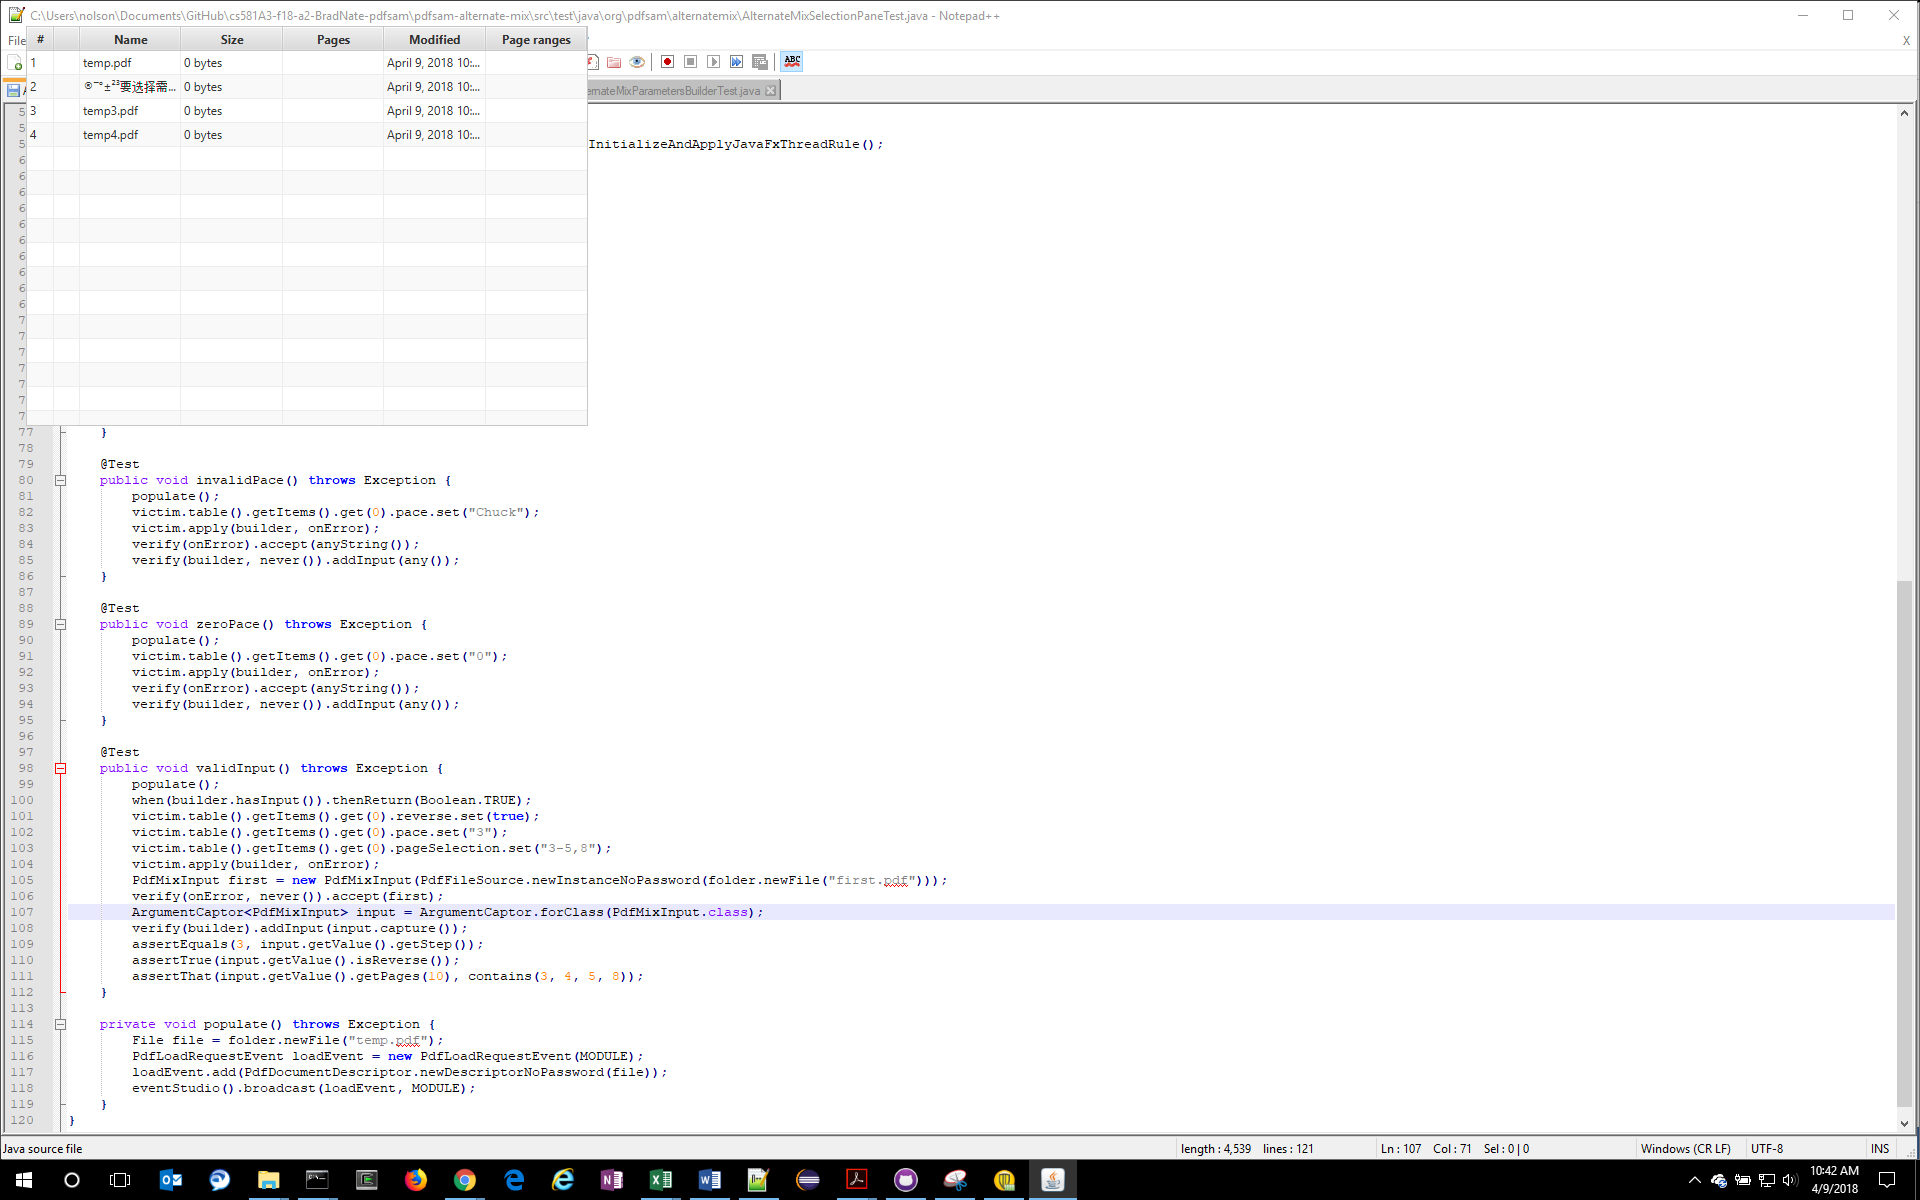 C:\Users\nolson\Documents\GitHub\cs581A3-f18-a2-BradNate-pdfsam\pdfsam-alternate-mix\src\test\java\org\pdfsam\alternatemix\AlternateMixSelectionPaneTest.java - Notepad++
File
X
# Name Size Pages Modified Page ranges
1 temp.pdf 0 bytes April 9, 2018 10:...
2 要选择需... 0 bytes April 9, 2018 10:...
3 temp3.pdf 0 bytes April 9, 2018 10:...
4 temp4.pdf 0 bytes April 9, 2018 10:...
ABC
ernateMixParametersBuilderTest.java
InitializeAndApplyJavaFxThreadRule();
77 }
78
79 @Test
80 public void invalidPace() throws Exception {
81 populate();
82 victim.table().getItems().get(0).pace.set("Chuck");
83 victim.apply(builder, onError);
84 verify(onError).accept(anyString());
85 verify(builder, never()).addInput(any());
86 }
87
88 @Test
89 public void zeroPace() throws Exception {
90 populate();
91 victim.table().getItems().get(0).pace.set("0");
92 victim.apply(builder, onError);
93 verify(onError).accept(anyString());
94 verify(builder, never()).addInput(any());
95 }
96
97 @Test
98 public void validInput() throws Exception {
99 populate();
100 when(builder.hasInput()).thenReturn(Boolean.TRUE);
101 victim.table().getItems().get(0).reverse.set(true);
102 victim.table().getItems().get(0).pace.set("3");
103 victim.table().getItems().get(0).pageSelection.set("3-5,8");
104 victim.apply(builder, onError);
105 PdfMixInput first = new PdfMixInput(PdfFileSource.newInstanceNoPassword(folder.newFile("first.pdf")));
106 verify(onError, never()).accept(first);
107 ArgumentCaptor<PdfMixInput> input = ArgumentCaptor.forClass(PdfMixInput.class);
108 verify(builder).addInput(input.capture());
109 assertEquals(3, input.getValue().getStep());
110 assertTrue(input.getValue().isReverse());
111 assertThat(input.getValue().getPages(10), contains(3, 4, 5, 8));
112 }
113
114 private void populate() throws Exception {
115 File file = folder.newFile("temp.pdf");
116 PdfLoadRequestEvent loadEvent = new PdfLoadRequestEvent(MODULE);
117 loadEvent.add(PdfDocumentDescriptor.newDescriptorNoPassword(file));
118 eventStudio().broadcast(loadEvent, MODULE);
119 }
120 }
Java source file length : 4,539 lines : 121 Ln : 107 Col : 71 Sel : 0 | 0 Windows (CR LF) UTF-8 INS
10:42 AM
4/9/2018